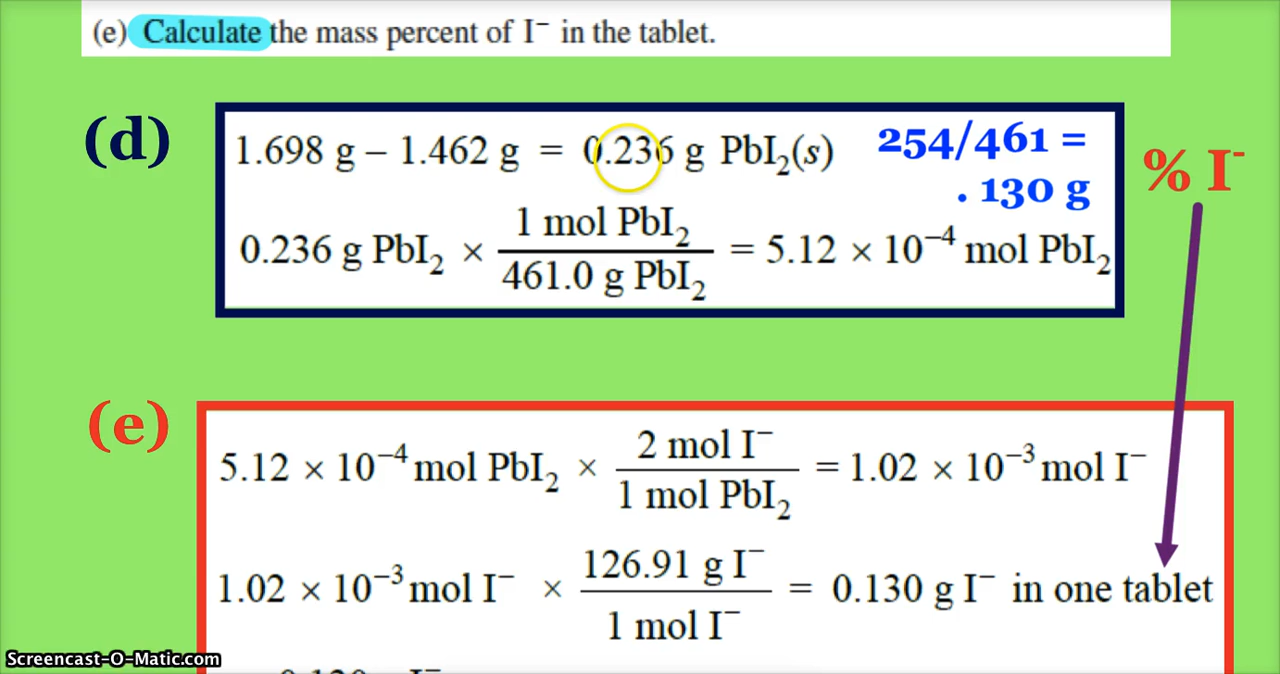 (e) Calculate the mass percent of I⁻ in the tablet.
(d)
1.698 g – 1.462 g = 0.236 g PbI₂(s)
254/461 =
.130 g
% I⁻
0.236 g PbI₂ × 1 mol PbI₂ / 461.0 g PbI₂ = 5.12 × 10⁻⁴ mol PbI₂
(e)
5.12 × 10⁻⁴ mol PbI₂ × 2 mol I⁻ / 1 mol PbI₂ = 1.02 × 10⁻³ mol I⁻
1.02 × 10⁻³ mol I⁻ × 126.91 g I⁻ / 1 mol I⁻ = 0.130 g I⁻ in one tablet
Screencast-O-Matic.com